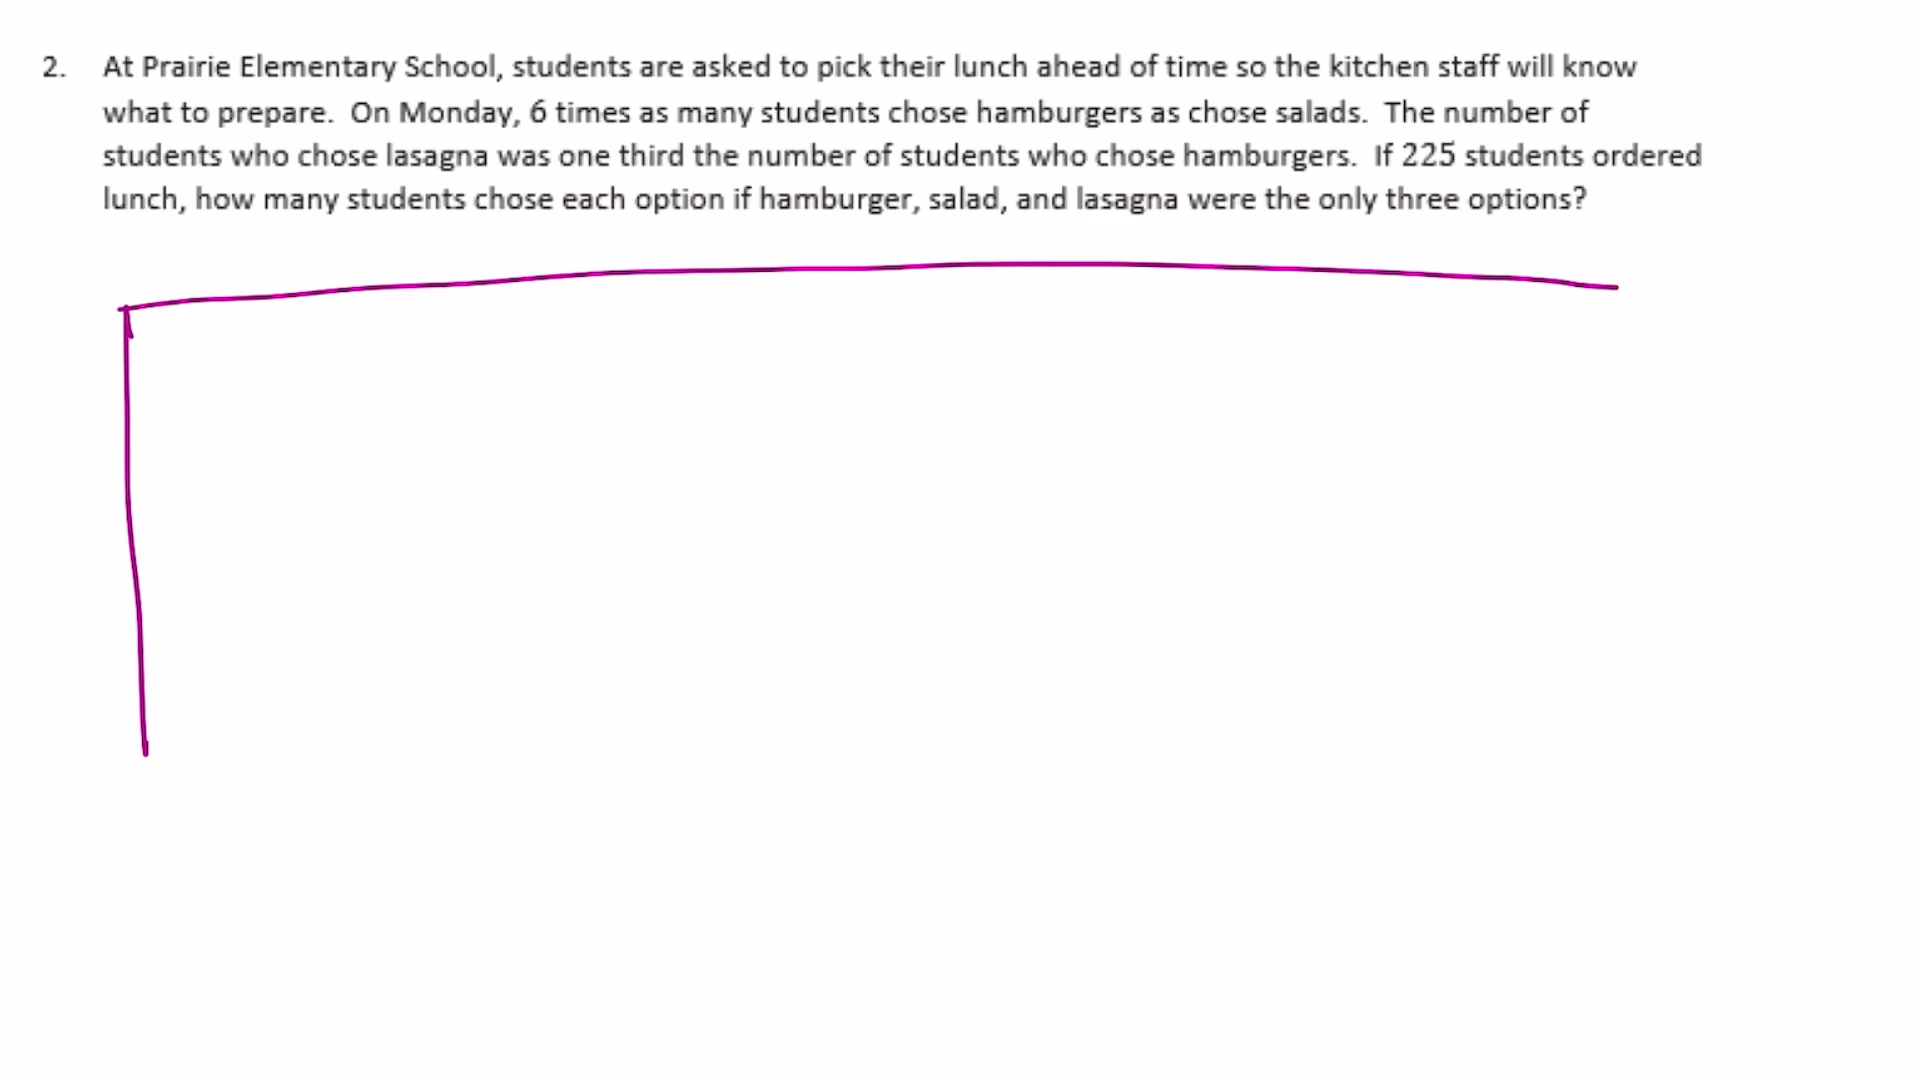 2. At Prairie Elementary School, students are asked to pick their lunch ahead of time so the kitchen staff will know
what to prepare. On Monday, 6 times as many students chose hamburgers as chose salads. The number of
students who chose lasagna was one third the number of students who chose hamburgers. If 225 students ordered
lunch, how many students chose each option if hamburger, salad, and lasagna were the only three options?